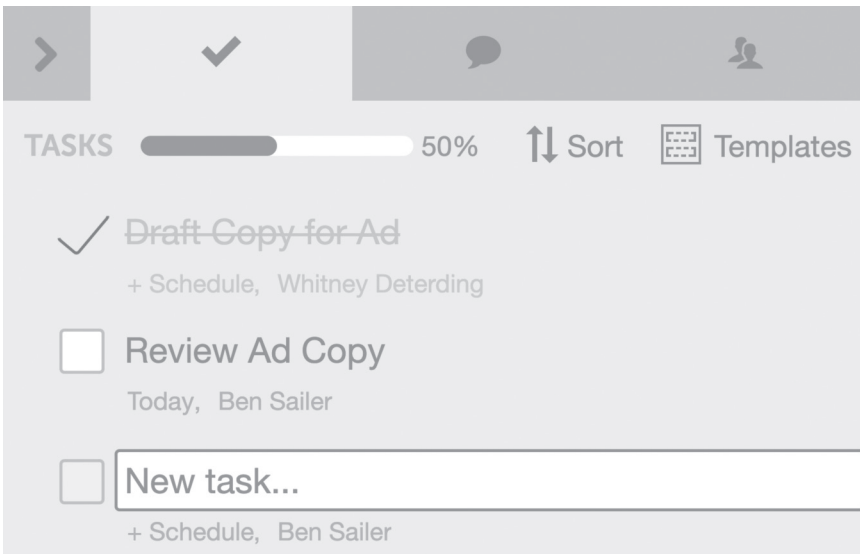 TASKS 50% Sort Templates
Draft Copy for Ad
+ Schedule, Whitney Deterding
Review Ad Copy
Today, Ben Sailer
New task...
+ Schedule, Ben Sailer